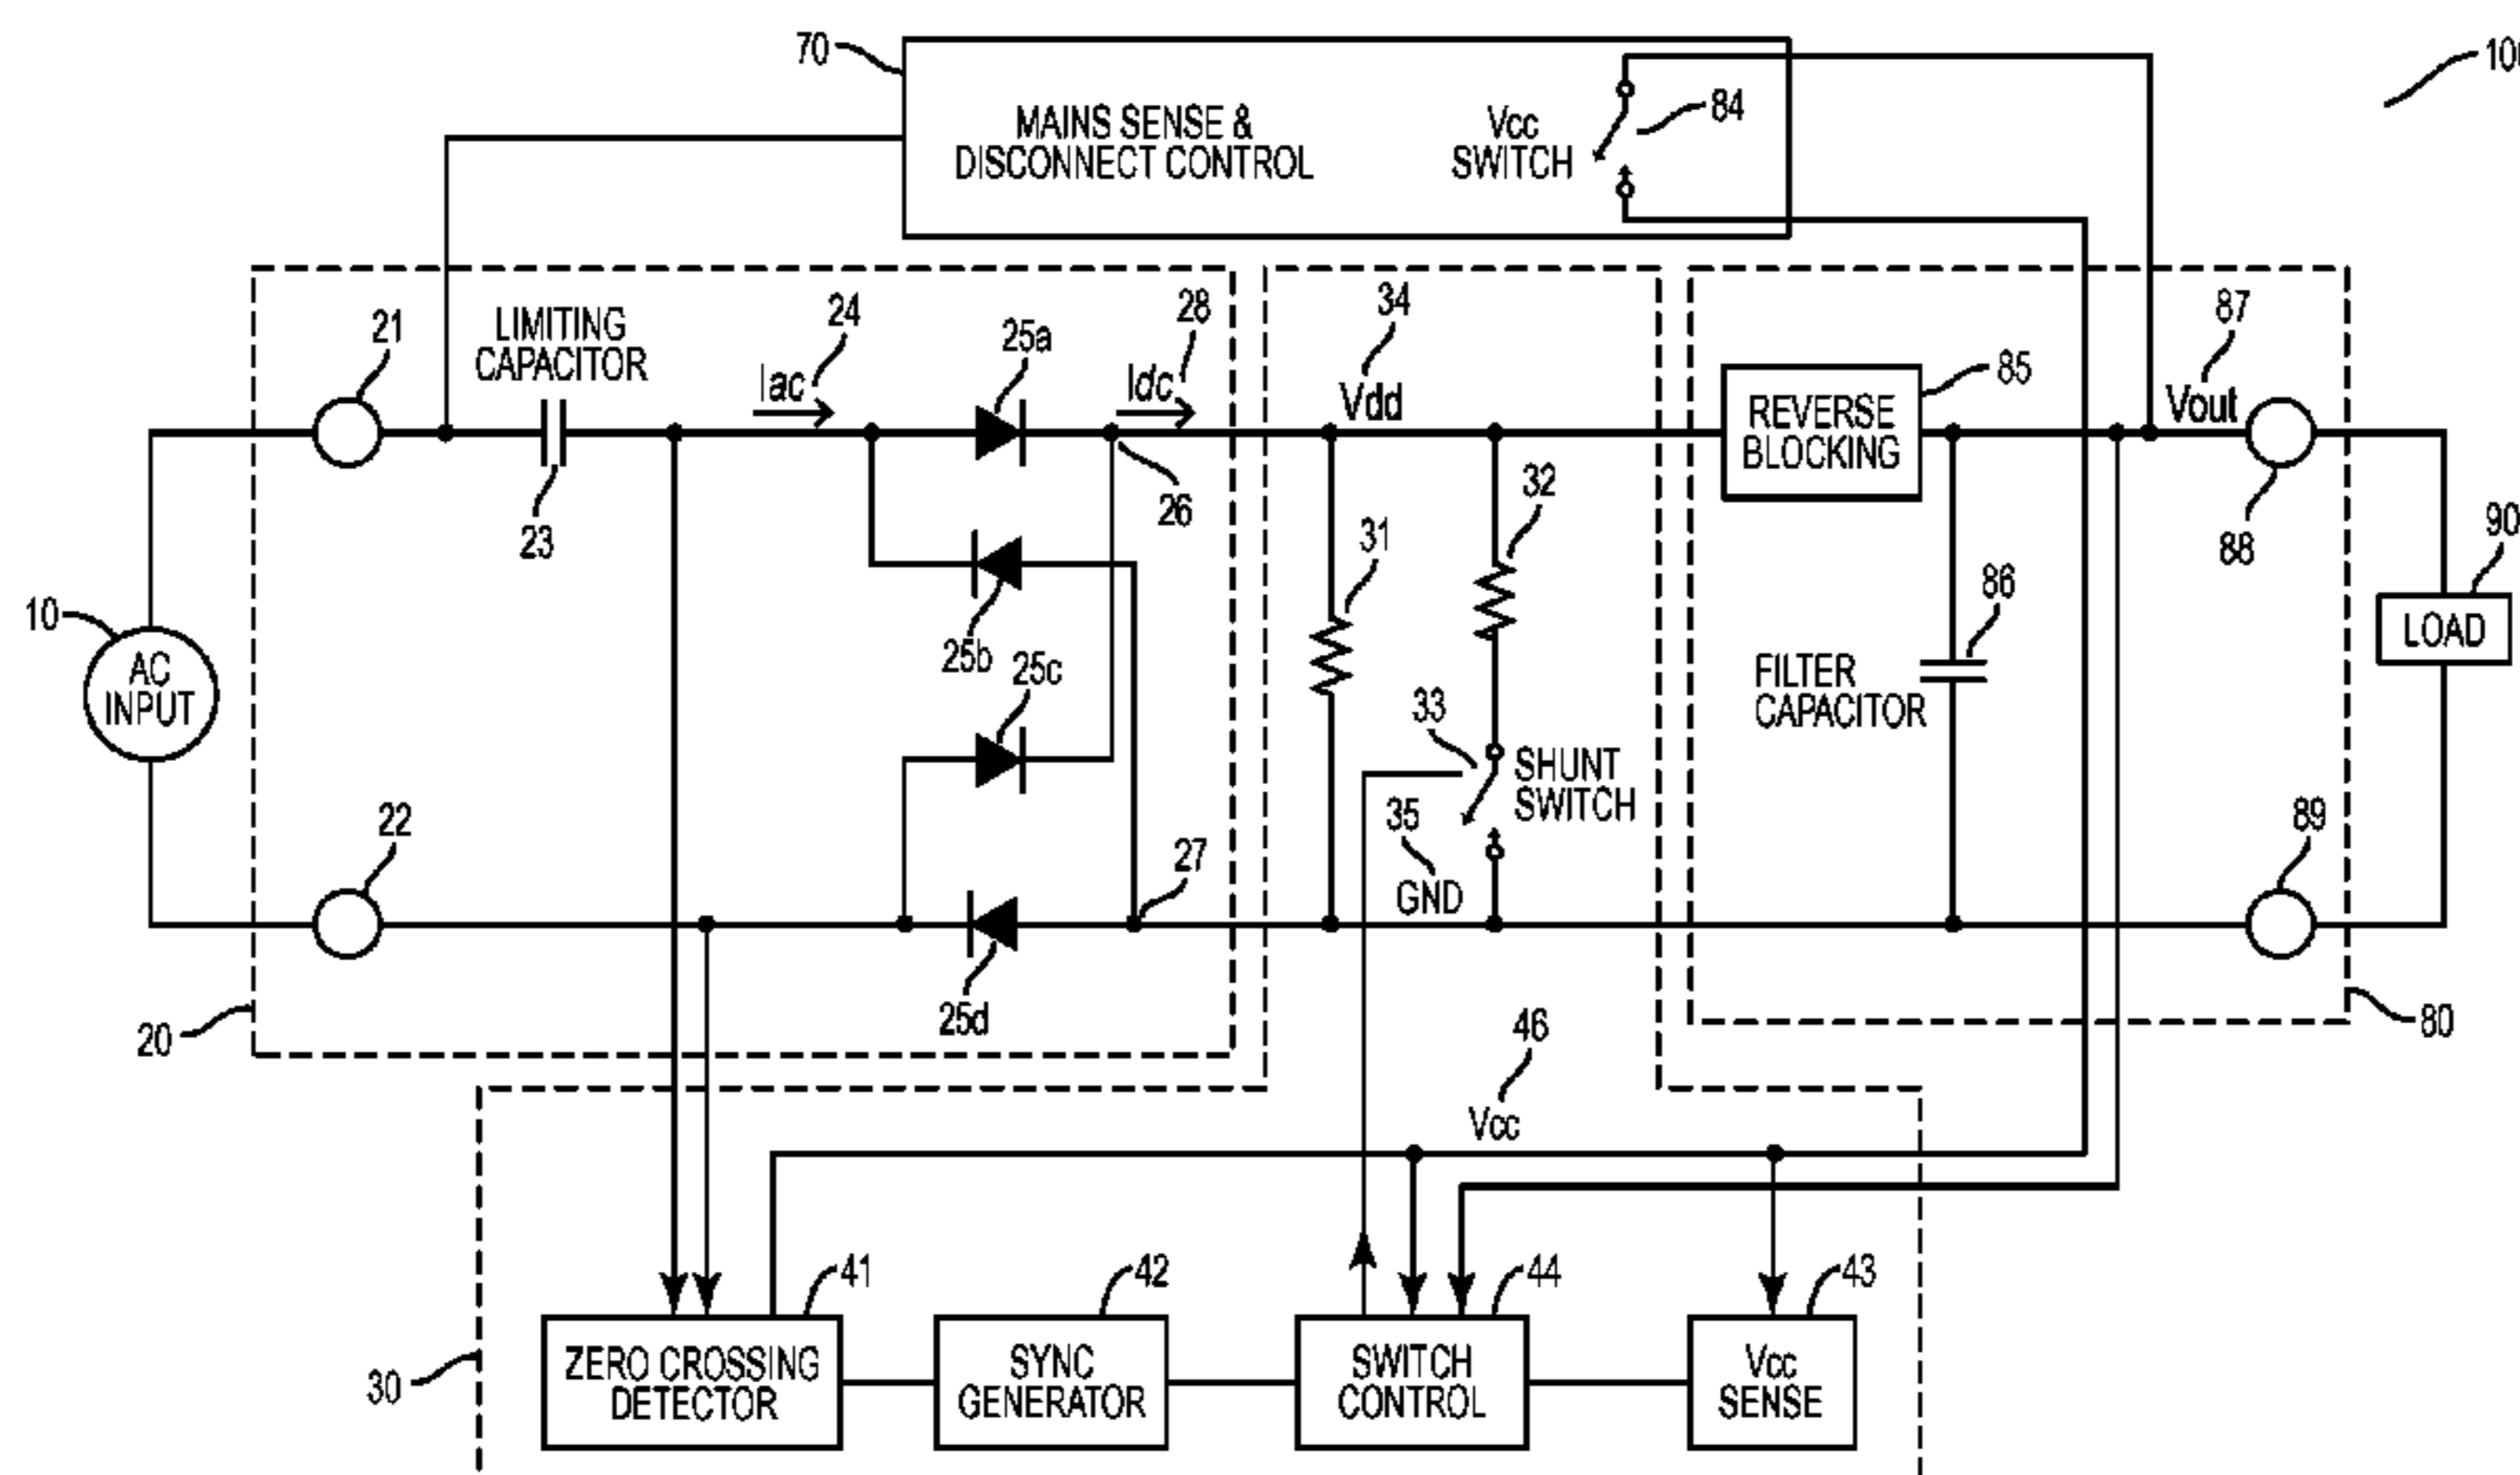 70
MAINS SENSE &
DISCONNECT CONTROL
Vcc
SWITCH
84
21
LIMITING
CAPACITOR
23
Iac
24
25a
Idc
28
26
34
Vdd
REVERSE
BLOCKING
85
87
Vout
88
10
AC
INPUT
25b
25c
31
32
33
SHUNT
SWITCH
35
GND
FILTER
CAPACITOR
86
90
LOAD
22
25d
27
89
20
80
46
Vcc
30
ZERO CROSSING
DETECTOR
41
SYNC
GENERATOR
42
SWITCH
CONTROL
44
Vcc
SENSE
43